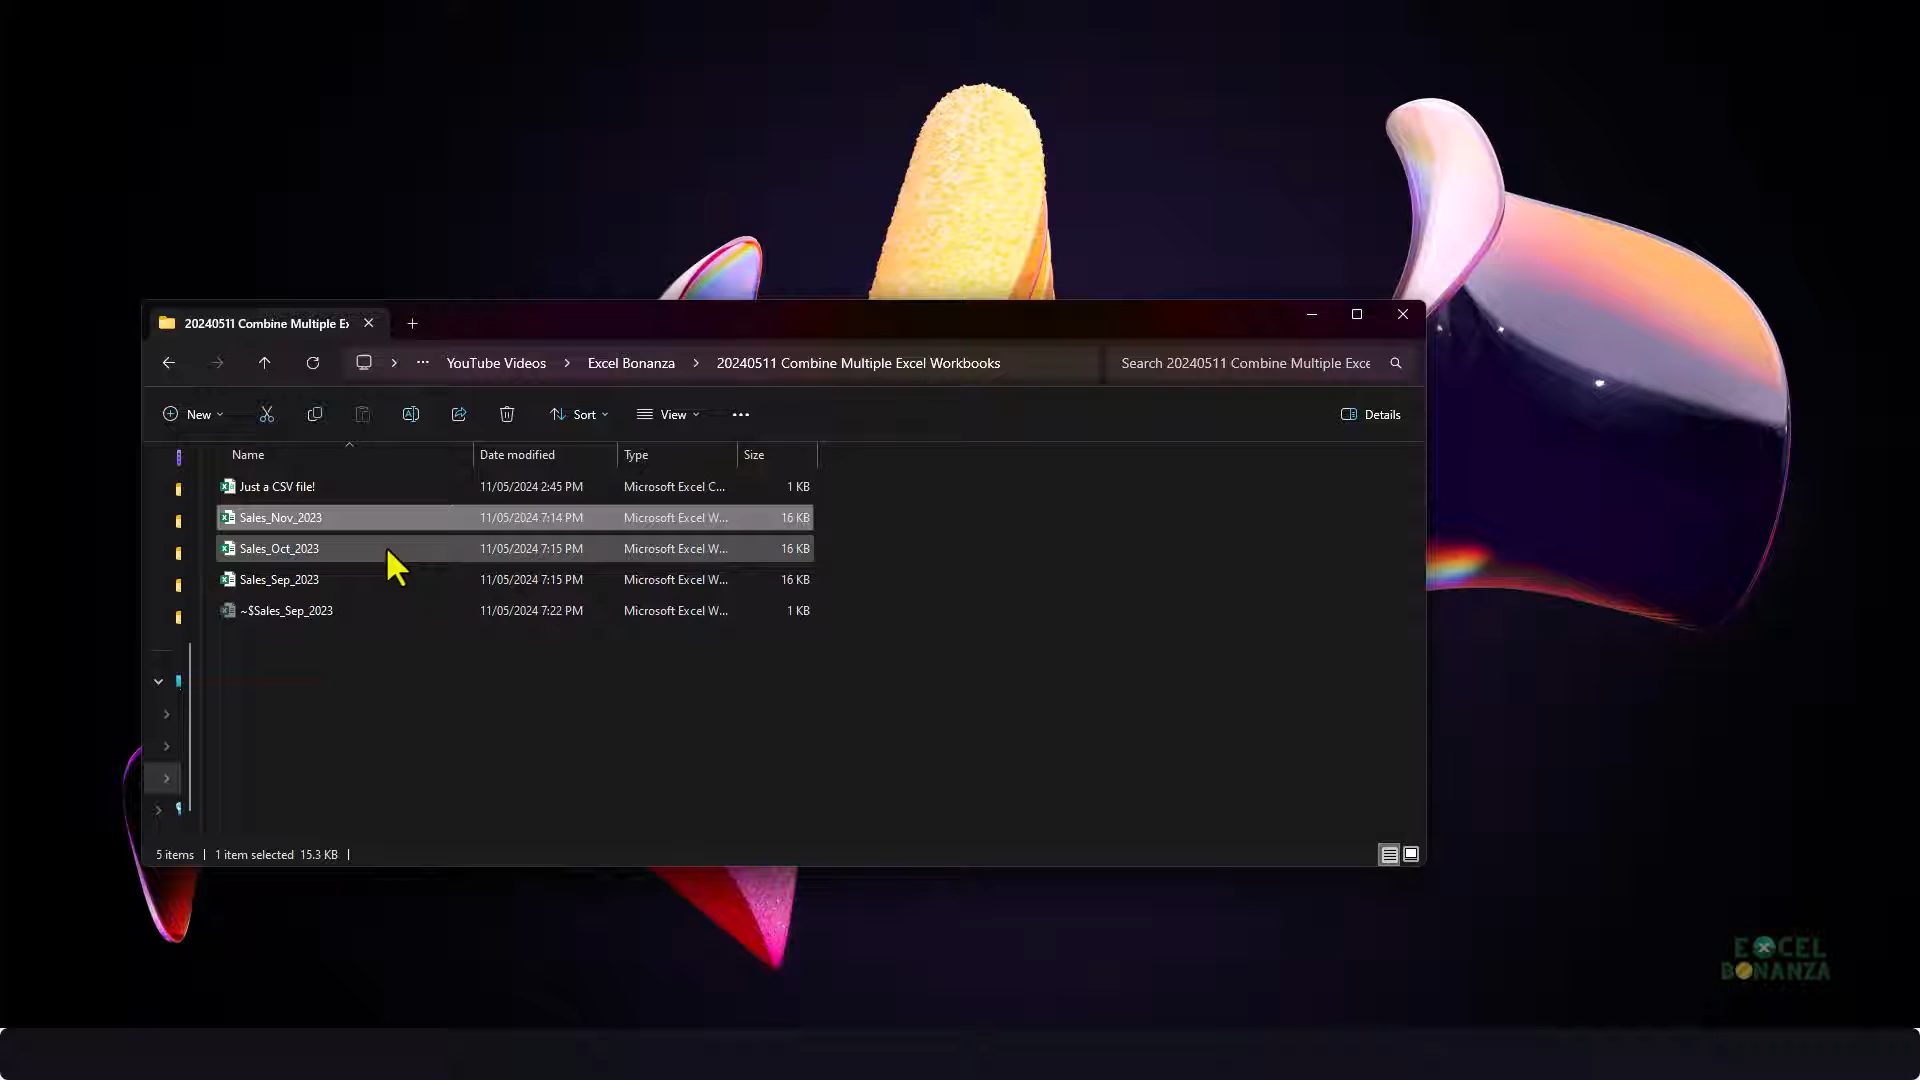 20240511 Combine Multiple E
YouTube Videos Excel Bonanza 20240511 Combine Multiple Excel Workbooks Search 20240511 Combine Multiple Exce
New Sort View ... Details
Name Date modified Type Size
Just a CSV file! 11/05/2024 2:45 PM Microsoft Excel C... 1 KB
Sales_Nov_2023 11/05/2024 7:14 PM Microsoft Excel W... 16 KB
Sales_Oct_2023 11/05/2024 7:15 PM Microsoft Excel W... 16 KB
Sales_Sep_2023 11/05/2024 7:15 PM Microsoft Excel W... 16 KB
~$Sales_Sep_2023 11/05/2024 7:22 PM Microsoft Excel W... 1 KB
5 items | 1 item selected 15.3 KB |
EXCEL
BONANZA